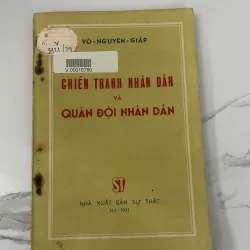 VÕ-NGUYÊN-GIÁP
V.00015780
CHIẾN TRANH NHÂN DÂN
VÀ
QUÂN ĐỘI NHÂN DÂN
ST
NHÀ XUẤT BẢN SỰ THẬT
HÀ-NỘI